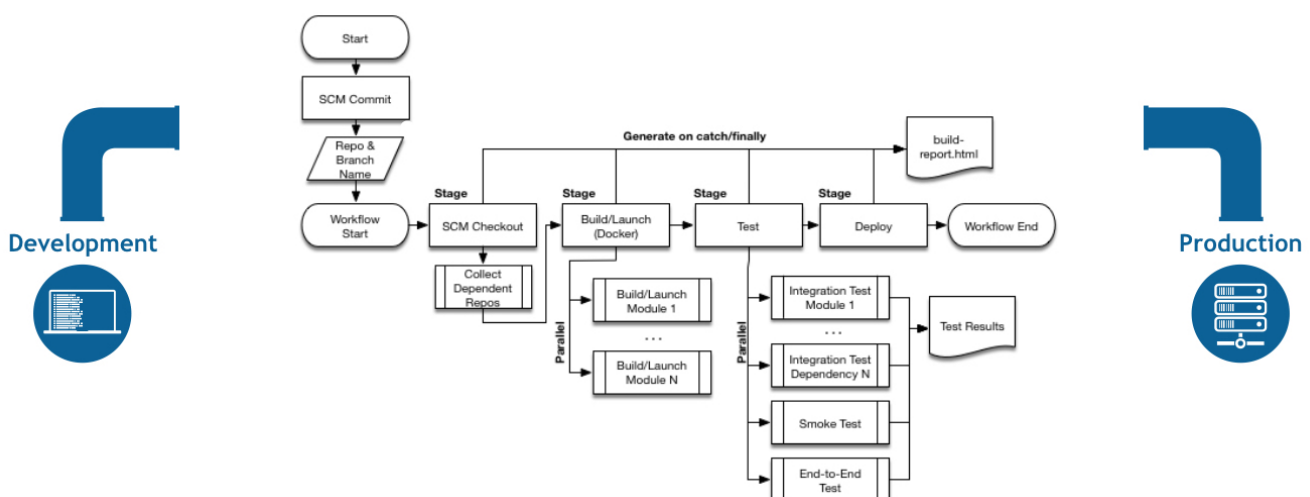 Start
SCM Commit
Repo &
Branch
Name
Generate on catch/finally
build-
report.html
Stage
Stage
Stage
Stage
Workflow
Start
SCM Checkout
Build/Launch
(Docker)
Test
Deploy
Workflow End
Development
Production
Collect
Dependent
Repos
Parallel
Build/Launch
Module 1
...
Build/Launch
Module N
Parallel
Integration Test
Module 1
...
Integration Test
Dependency N
Smoke Test
End-to-End
Test
Test Results